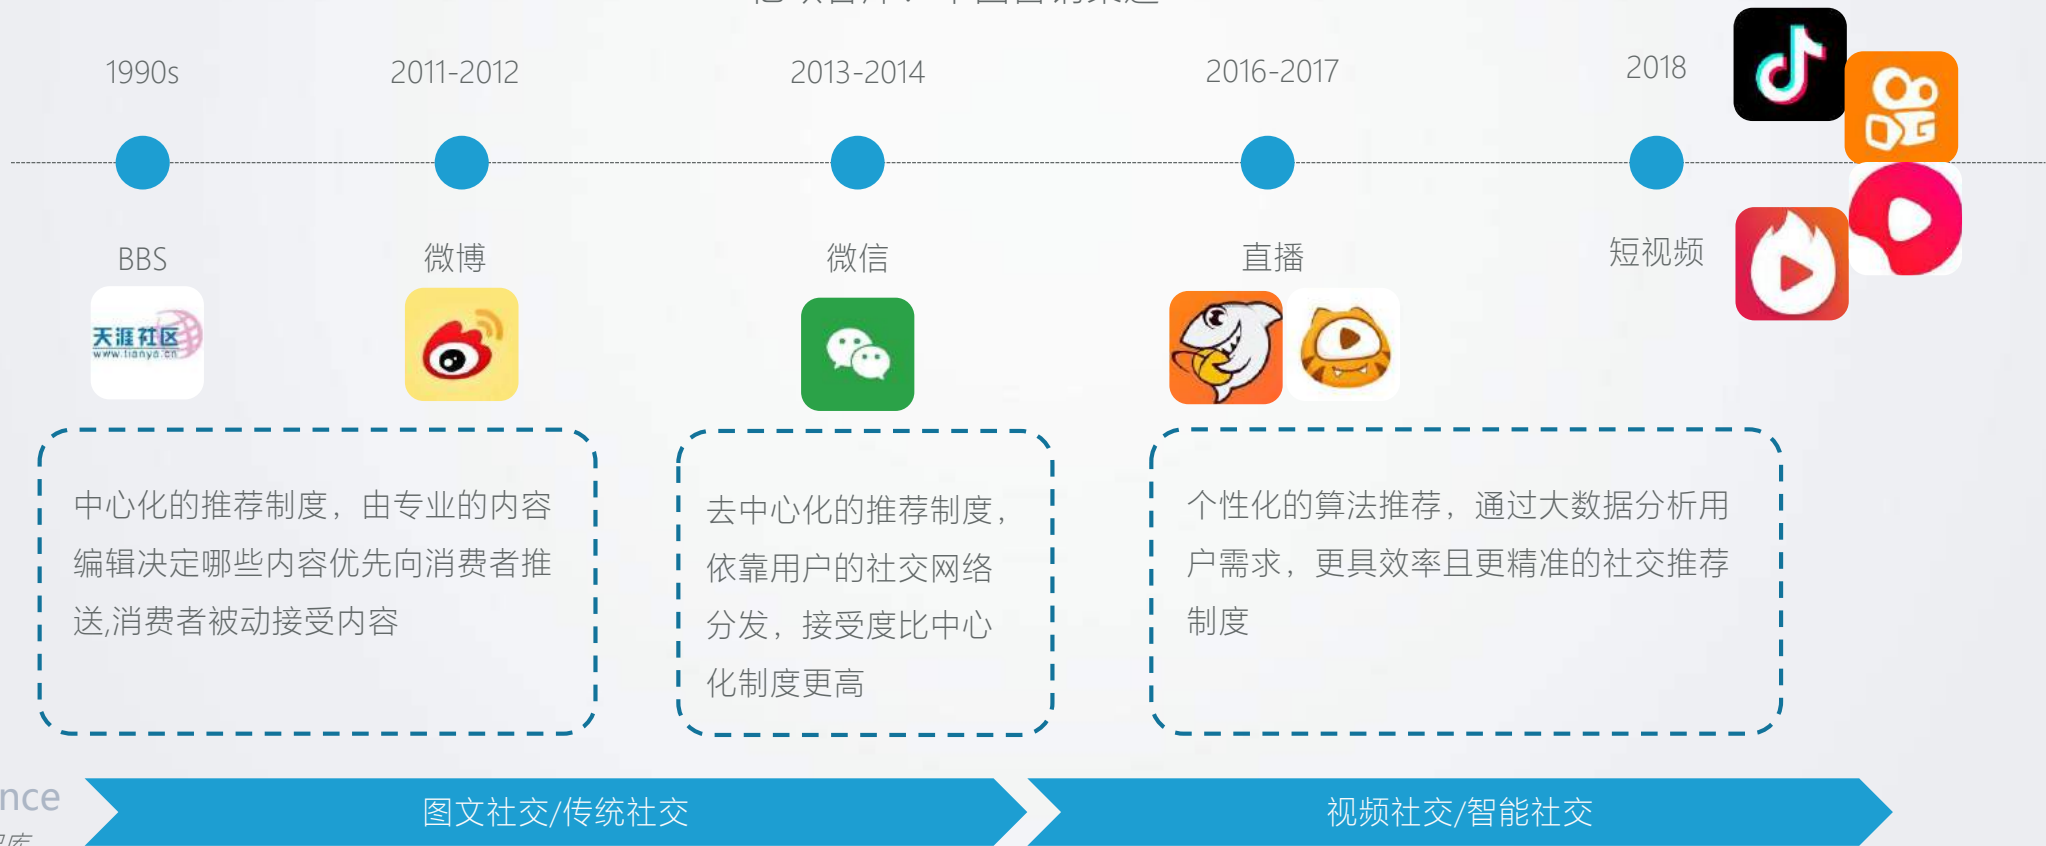 1990s
2011-2012
2013-2014
2016-2017
2018
BBS
微博
微信
直播
短视频
天涯社区
www.tianya.cn
中心化的推荐制度，由专业的内容
编辑决定哪些内容优先向消费者推
送,消费者被动接受内容
去中心化的推荐制度，
依靠用户的社交网络
分发，接受度比中心
化制度更高
个性化的算法推荐，通过大数据分析用
户需求，更具效率且更精准的社交推荐
制度
nce
图文社交/传统社交
视频社交/智能社交